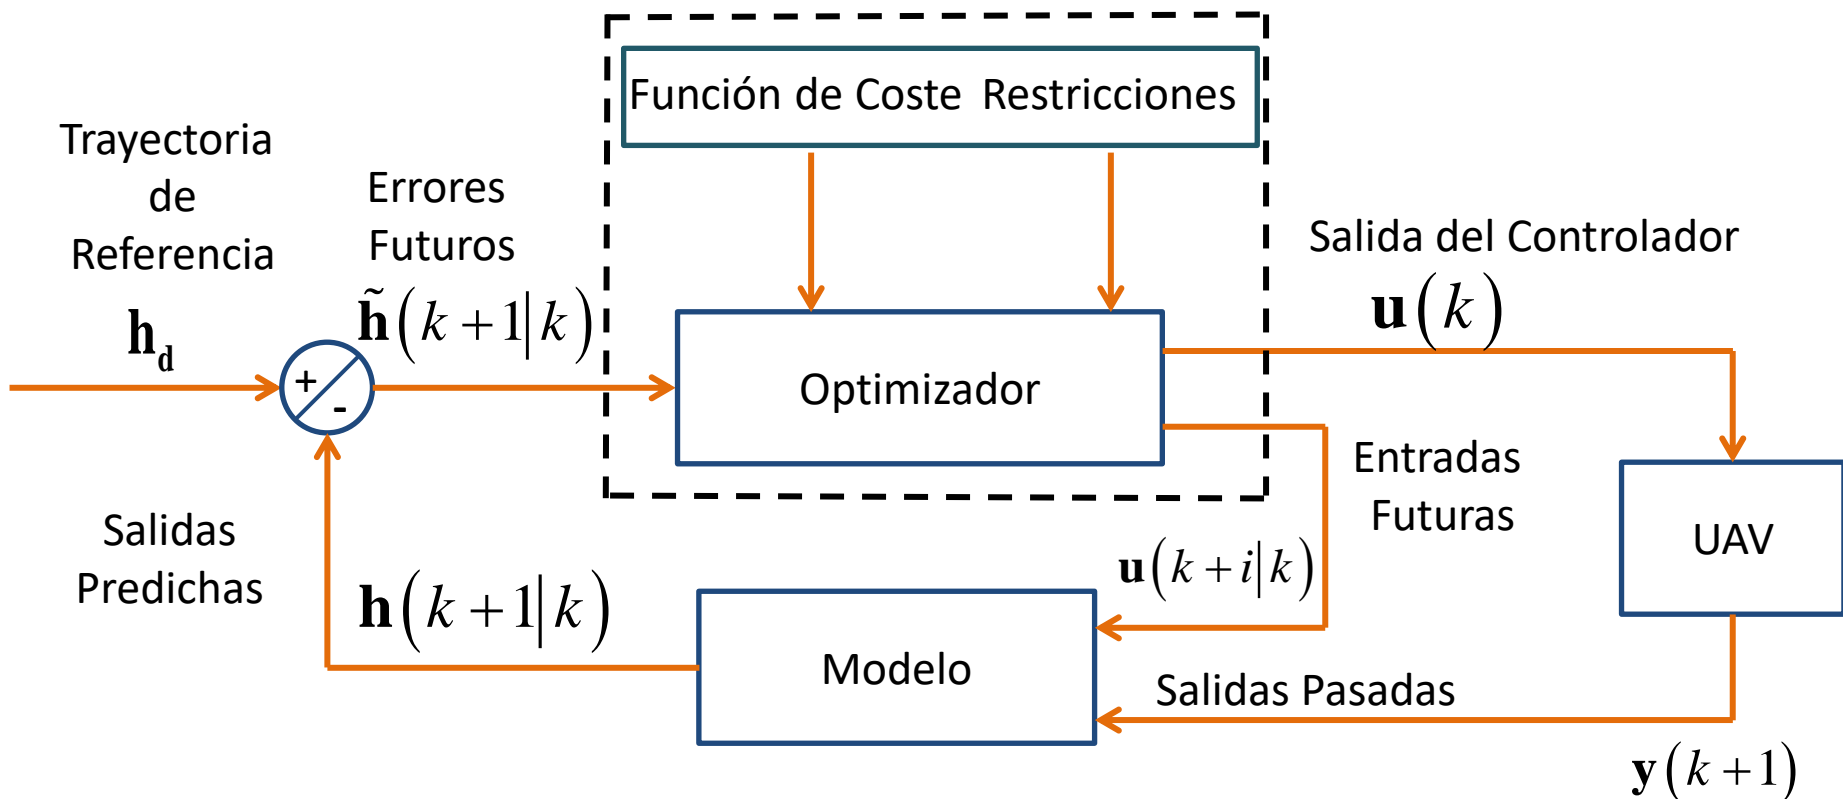 Función de Coste Restricciones
Trayectoria
de
Referencia
h_d
Errores
Futuros
h̃(k+1|k)
+
-
Optimizador
Salida del Controlador
u(k)
Entradas
Futuras
u(k+i|k)
UAV
Salidas
Predichas
h(k+1|k)
Modelo
Salidas Pasadas
y(k+1)